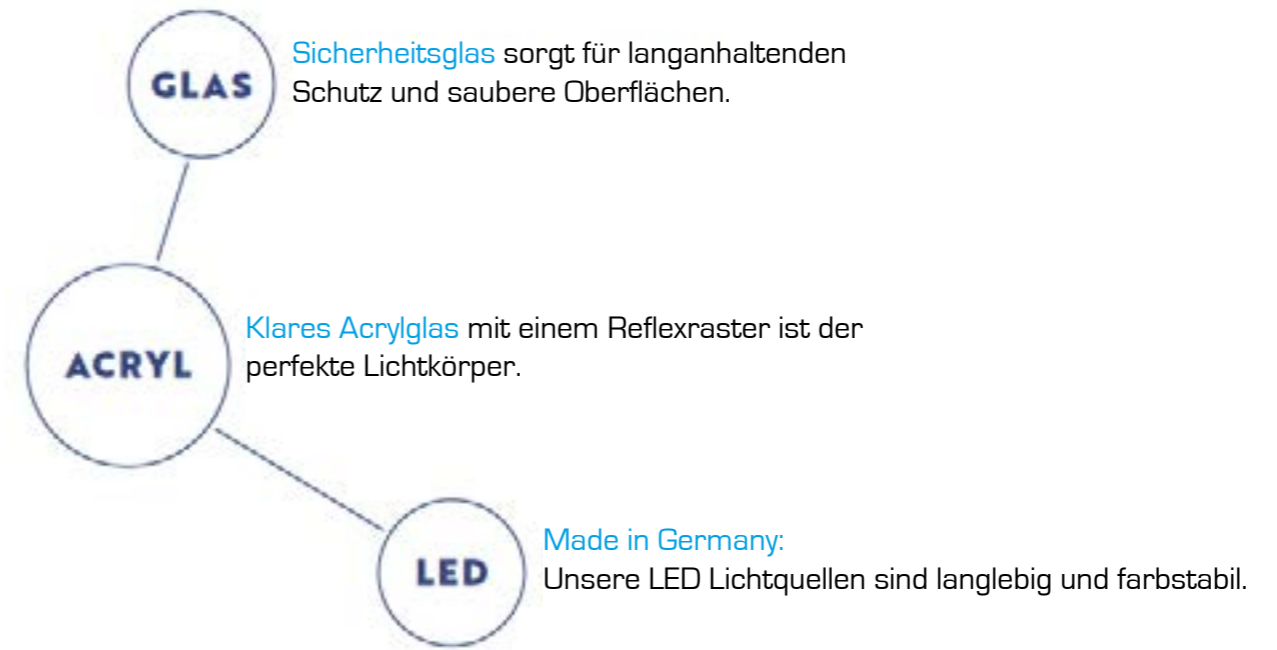 GLAS
Sicherheitsglas sorgt für langanhaltenden
Schutz und saubere Oberflächen.
ACRYL
Klares Acrylglas mit einem Reflexraster ist der
perfekte Lichtkörper.
LED
Made in Germany:
Unsere LED Lichtquellen sind langlebig und farbstabil.